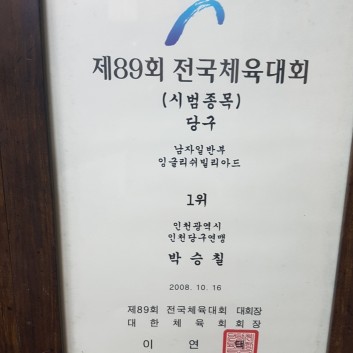 제89회 전국체육대회
(시범종목)
당구
남자일반부
잉글리쉬빌리아드
1위
인천광역시
인천당구연맹
박 승 칠
2008. 10. 16
제89회 전국체육대회 대회장
대 한 체 육 회 회 장
이 연 택